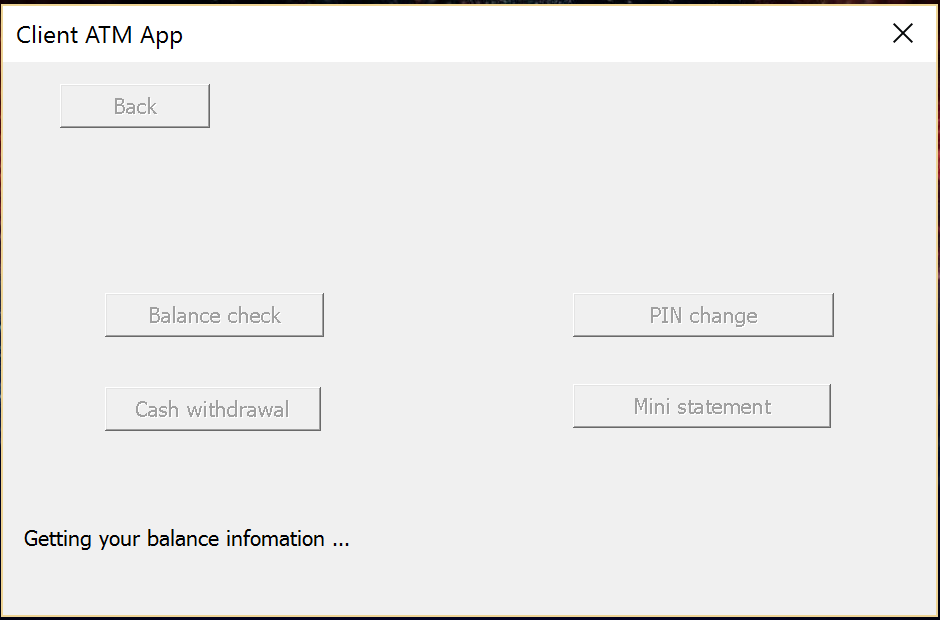 Client ATM App
Back
Balance check
PIN change
Cash withdrawal
Mini statement
Getting your balance infomation ...